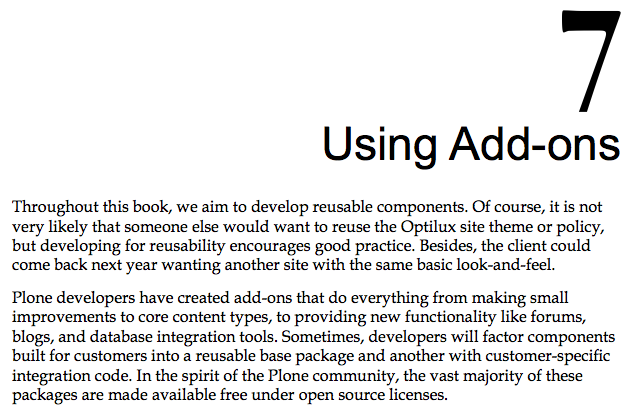 7
Using Add-ons
Throughout this book, we aim to develop reusable components. Of course, it is not
very likely that someone else would want to reuse the Optilux site theme or policy,
but developing for reusability encourages good practice. Besides, the client could
come back next year wanting another site with the same basic look-and-feel.
Plone developers have created add-ons that do everything from making small
improvements to core content types, to providing new functionality like forums,
blogs, and database integration tools. Sometimes, developers will factor components
built for customers into a reusable base package and another with customer-specific
integration code. In the spirit of the Plone community, the vast majority of these
packages are made available free under open source licenses.